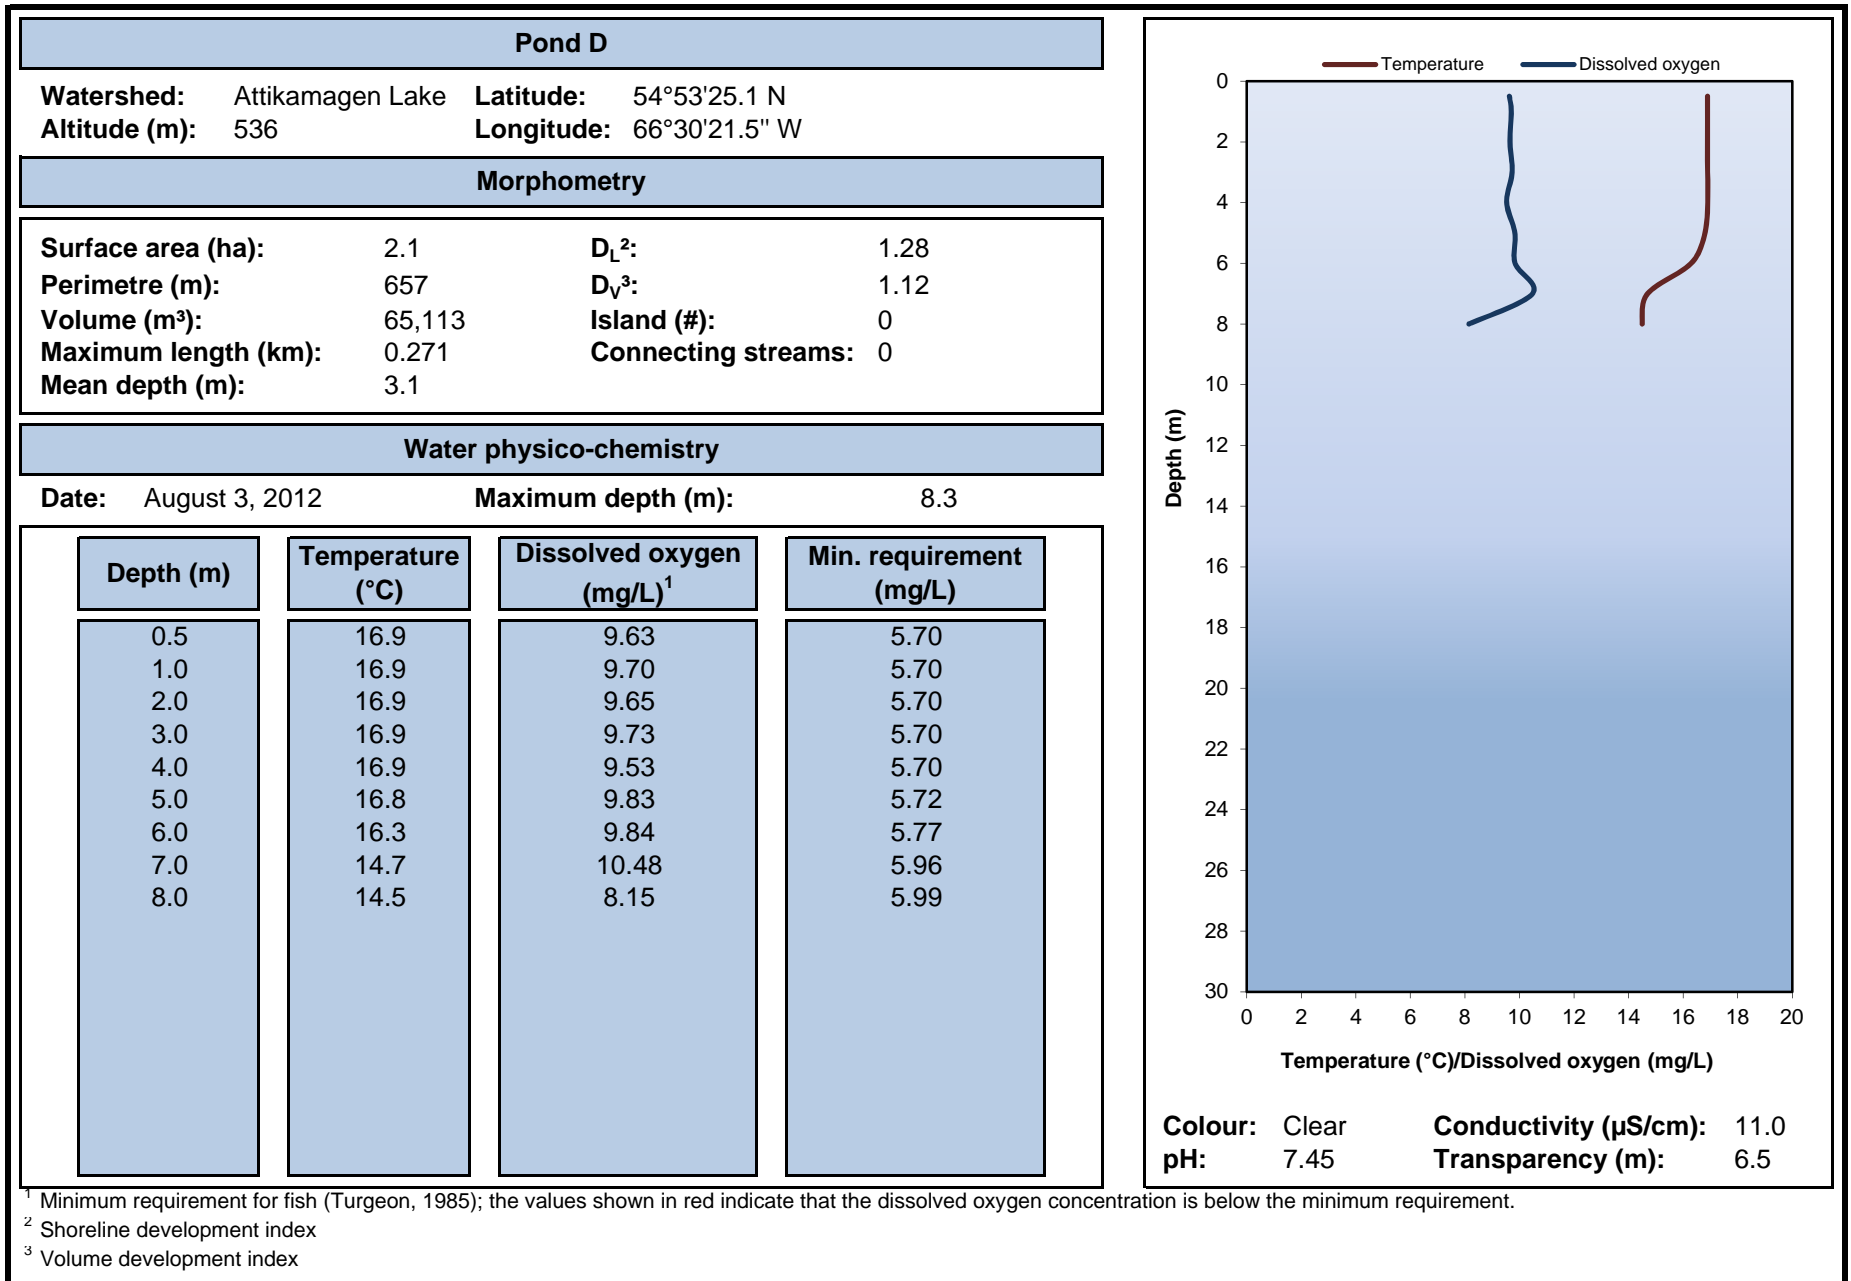 Pond D
Watershed: Attikamagen Lake Latitude: 54°53'25.1 N
Altitude (m): 536 Longitude: 66°30'21.5" W
Morphometry
Surface area (ha): 2.1 D_L²: 1.28
Perimetre (m): 657 D_V³: 1.12
Volume (m³): 65,113 Island (#): 0
Maximum length (km): 0.271 Connecting streams: 0
Mean depth (m): 3.1
Water physico-chemistry
Date: August 3, 2012 Maximum depth (m): 8.3
Depth (m) Temperature (°C) Dissolved oxygen (mg/L)¹ Min. requirement (mg/L)
0.5 16.9 9.63 5.70
1.0 16.9 9.70 5.70
2.0 16.9 9.65 5.70
3.0 16.9 9.73 5.70
4.0 16.9 9.53 5.70
5.0 16.8 9.83 5.72
6.0 16.3 9.84 5.77
7.0 14.7 10.48 5.96
8.0 14.5 8.15 5.99
Temperature Dissolved oxygen
0
2
4
6
8
10
12
14
16
18
20
22
24
26
28
30
Depth (m)
0 2 4 6 8 10 12 14 16 18 20
Temperature (°C)/Dissolved oxygen (mg/L)
Colour: Clear Conductivity (µS/cm): 11.0
pH: 7.45 Transparency (m): 6.5
¹ Minimum requirement for fish (Turgeon, 1985); the values shown in red indicate that the dissolved oxygen concentration is below the minimum requirement.
² Shoreline development index
³ Volume development index